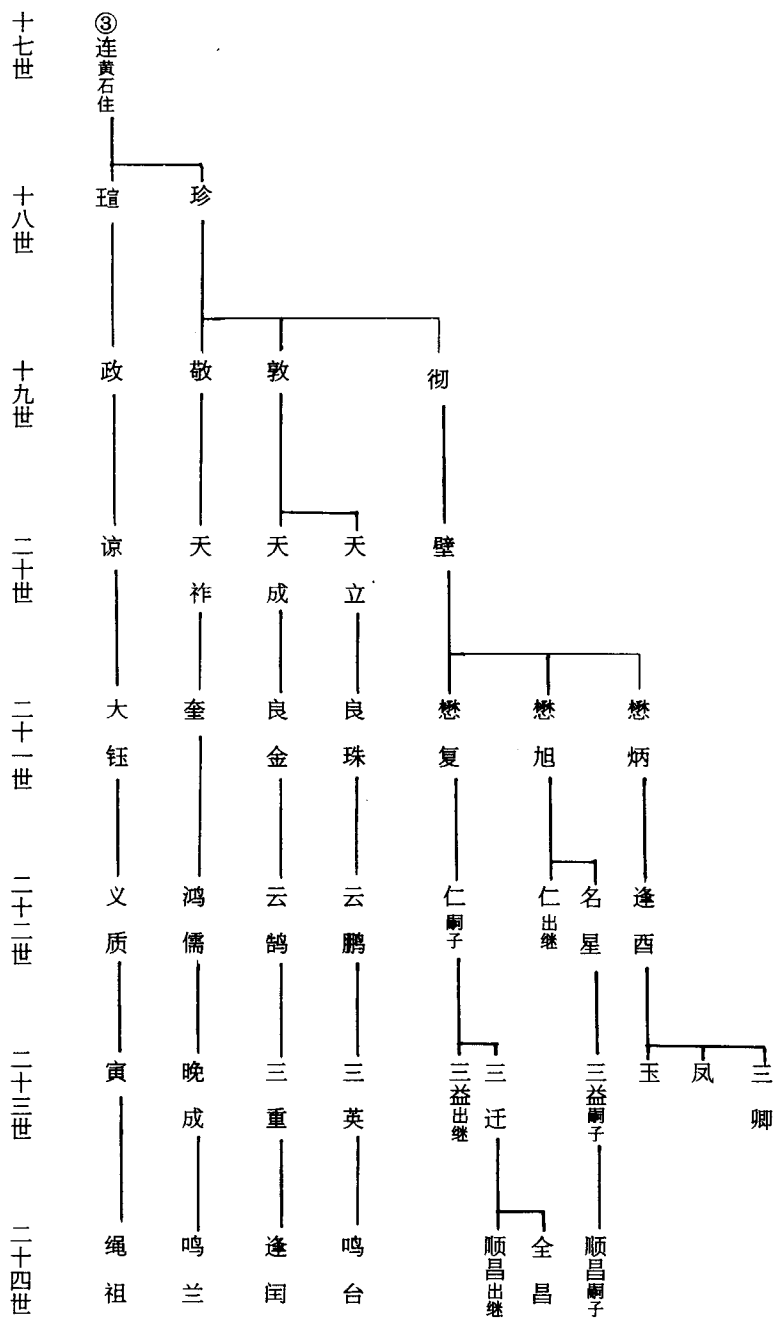 十七世
③连 黄石住
十八世
瑄
珍
十九世
政
敬
敦
彻
二十世
谅
天祚
天成
天立
壁
二十一世
大钰
奎
良金
良珠
懋复
懋旭
懋炳
二十二世
义质
鸿儒
云鹄
云鹏
仁 嗣子
仁 出继
名星
逢酉
二十三世
寅
晚成
三重
三英
三益 出继
三迁
三益 嗣子
玉
凤
三卿
二十四世
绳祖
鸣兰
逢闰
鸣台
顺昌 出继
全昌
顺昌 嗣子